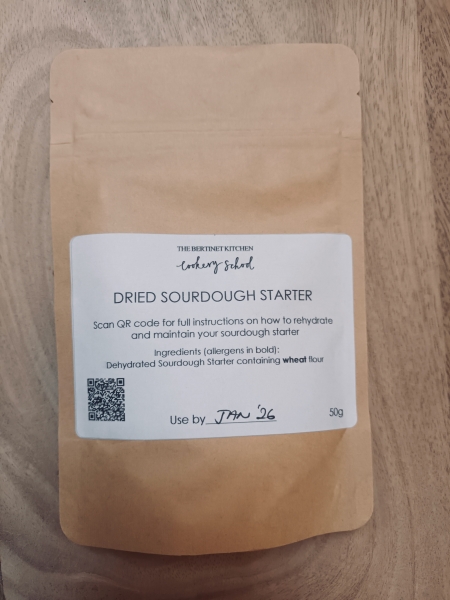 THE BERTINET KITCHEN
cookery school
DRIED SOURDOUGH STARTER
Scan QR code for full instructions on how to rehydrate
and maintain your sourdough starter
Ingredients (allergens in bold):
Dehydrated Sourdough Starter containing wheat flour
Use by JAN '26
50g